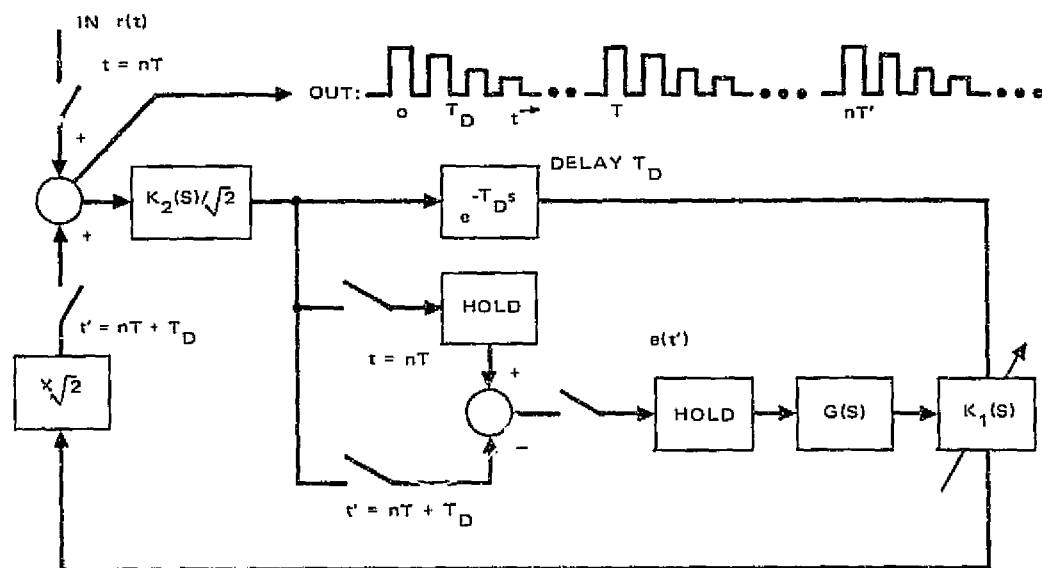 IN r(t)
t = nT
OUT:
o T_D t→ T nT'
DELAY T_D
K_2(S)/√2
e^-T_D s
HOLD
t' = nT + T_D
t = nT
e(t')
X√2
HOLD
G(S)
K_1(S)
t' = nT + T_D
+
+
+
−